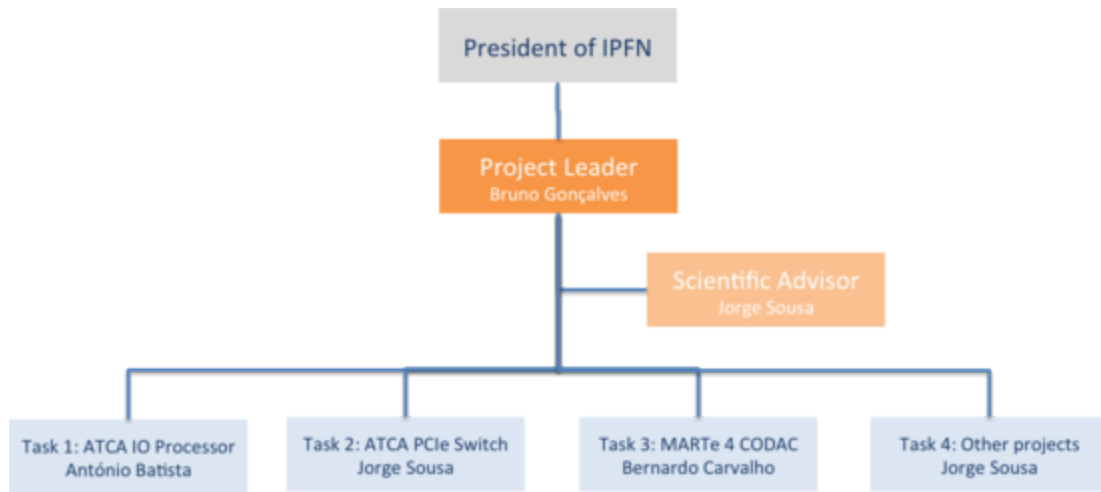 President of IPFN
Project Leader
Bruno Gonçalves
Scientific Advisor
Jorge Sousa
Task 1: ATCA IO Processor
António Batista
Task 2: ATCA PCIe Switch
Jorge Sousa
Task 3: MARTe 4 CODAC
Bernardo Carvalho
Task 4: Other projects
Jorge Sousa